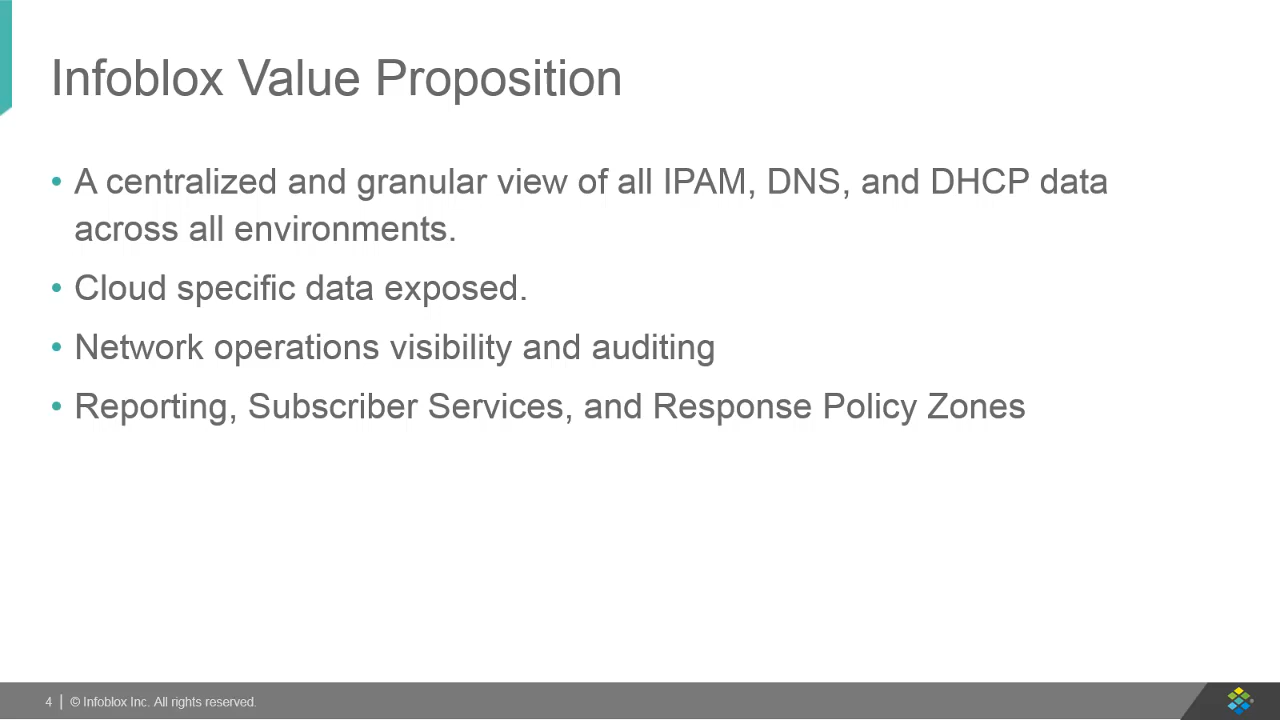 Infoblox Value Proposition
• A centralized and granular view of all IPAM, DNS, and DHCP data
across all environments.
• Cloud specific data exposed.
• Network operations visibility and auditing
• Reporting, Subscriber Services, and Response Policy Zones
4 | © Infoblox Inc. All rights reserved.